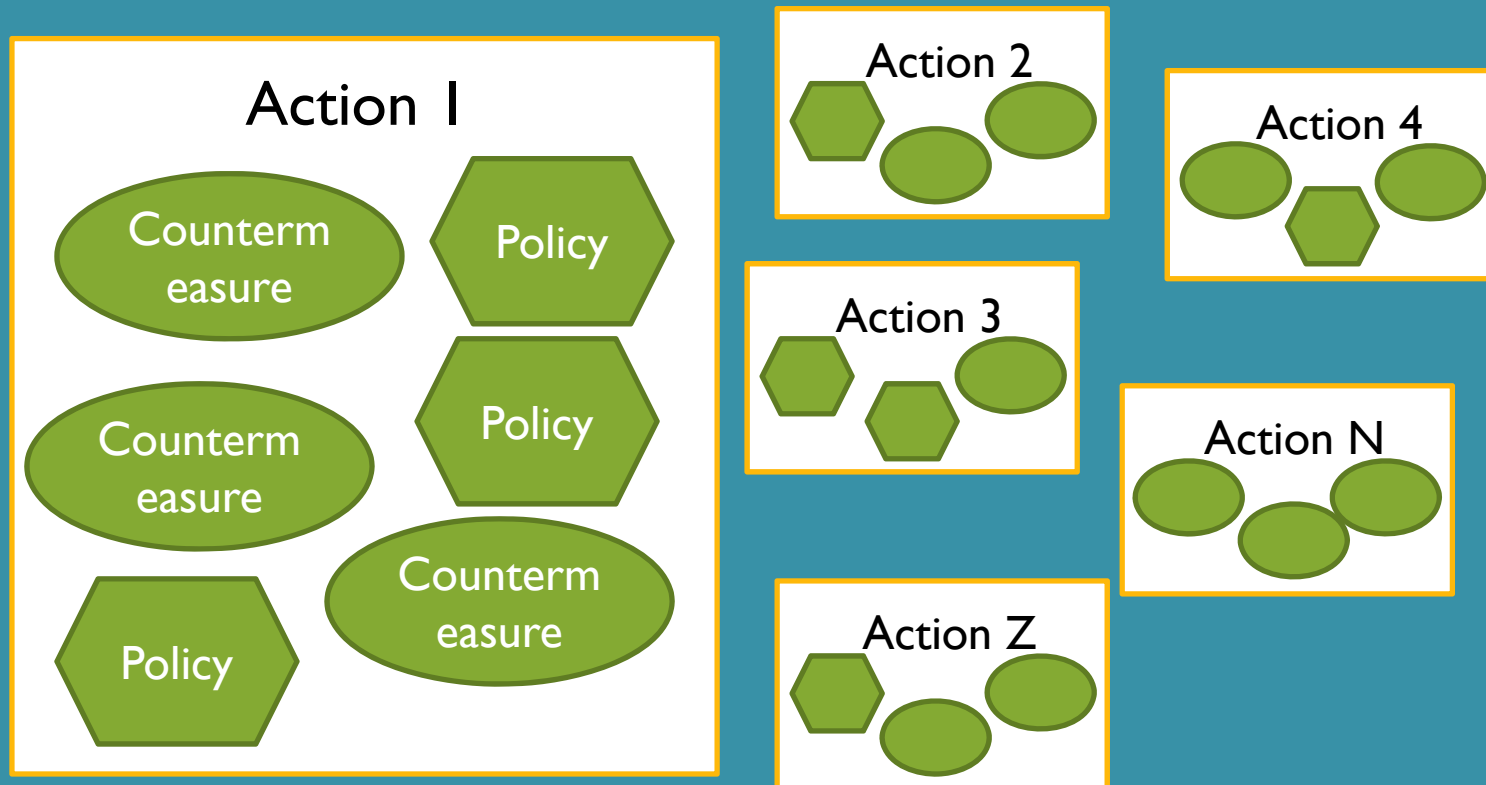 Action 1
Counterm
easure
Policy
Counterm
easure
Policy
Counterm
easure
Policy
Action 2
Action 4
Action 3
Action N
Action Z